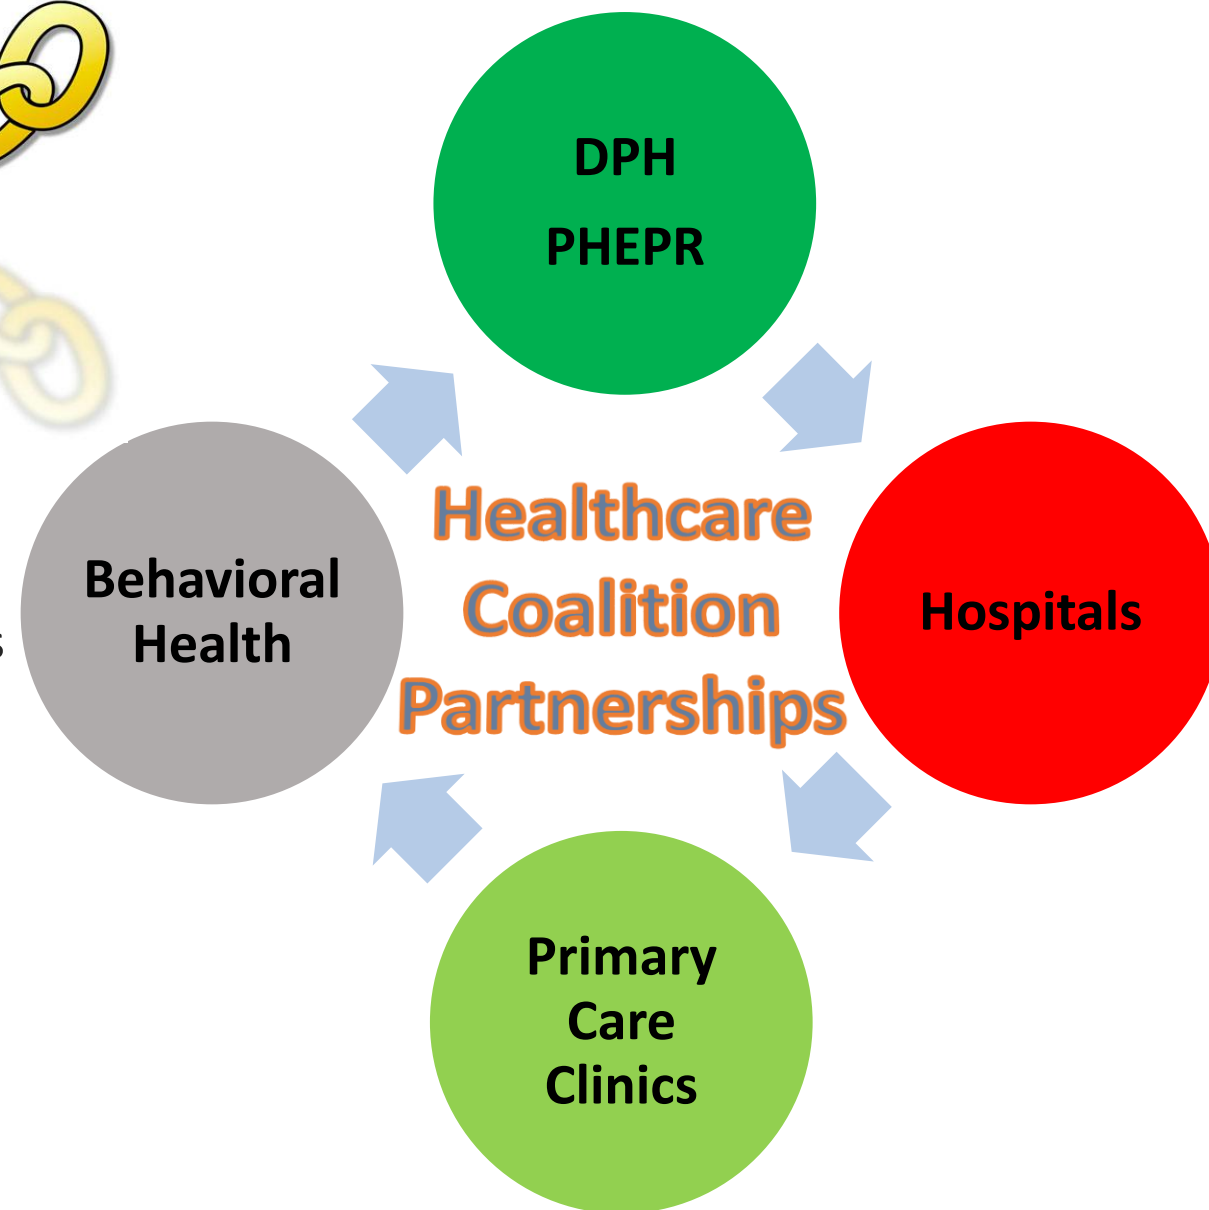 DPH
PHEPR
Healthcare
Coalition
Partnerships
Behavioral
Health
Hospitals
Primary
Care
Clinics
s